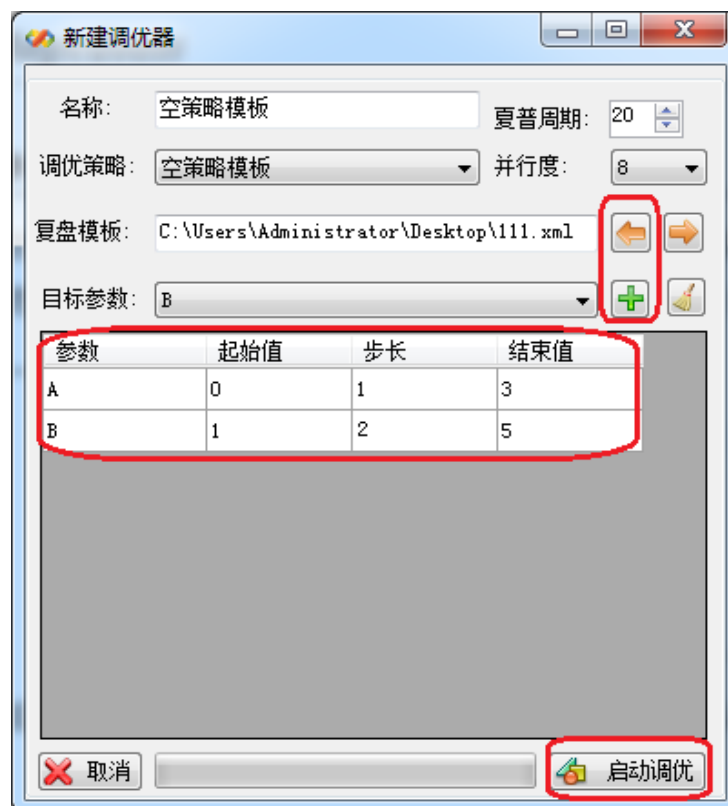 新建调优器
名称: 空策略模板 夏普周期: 20
调优策略: 空策略模板 并行度: 8
复盘模板: C:\Users\Administrator\Desktop\111.xml
目标参数: B
参数 起始值 步长 结束值
A 0 1 3
B 1 2 5
取消 启动调优